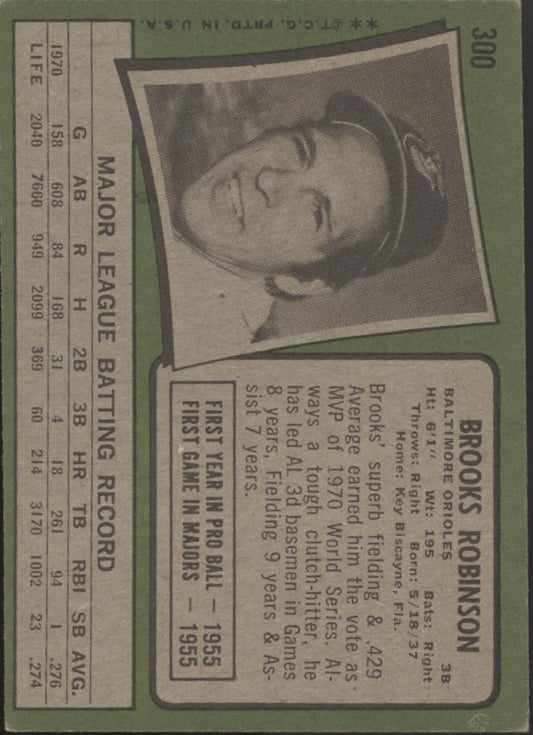 300
BROOKS ROBINSON
3B
BALTIMORE ORIOLES
Ht: 6'1" Wt: 195 Bats: Right
Throws: Right Born: 5/18/37
Home: Key Biscayne, Fla.
Brooks' superb fielding & .429
Average earned him the vote as
MVP of 1970 World Series. Al-
ways a tough clutch-hitter, he
has led AL 3d basemen in Games
8 years, Fielding 9 years & As-
sist 7 years.
FIRST YEAR IN PRO BALL — 1955
FIRST GAME IN MAJORS — 1955
MAJOR LEAGUE BATTING RECORD
G AB R H 2B 3B HR TB RBI SB AVG.
1970 158 608 84 168 31 4 18 261 94 1 .276
LIFE 2040 7660 949 2099 369 60 214 3170 1002 23 .274
** © T.C.G. PRTD. IN U.S.A.